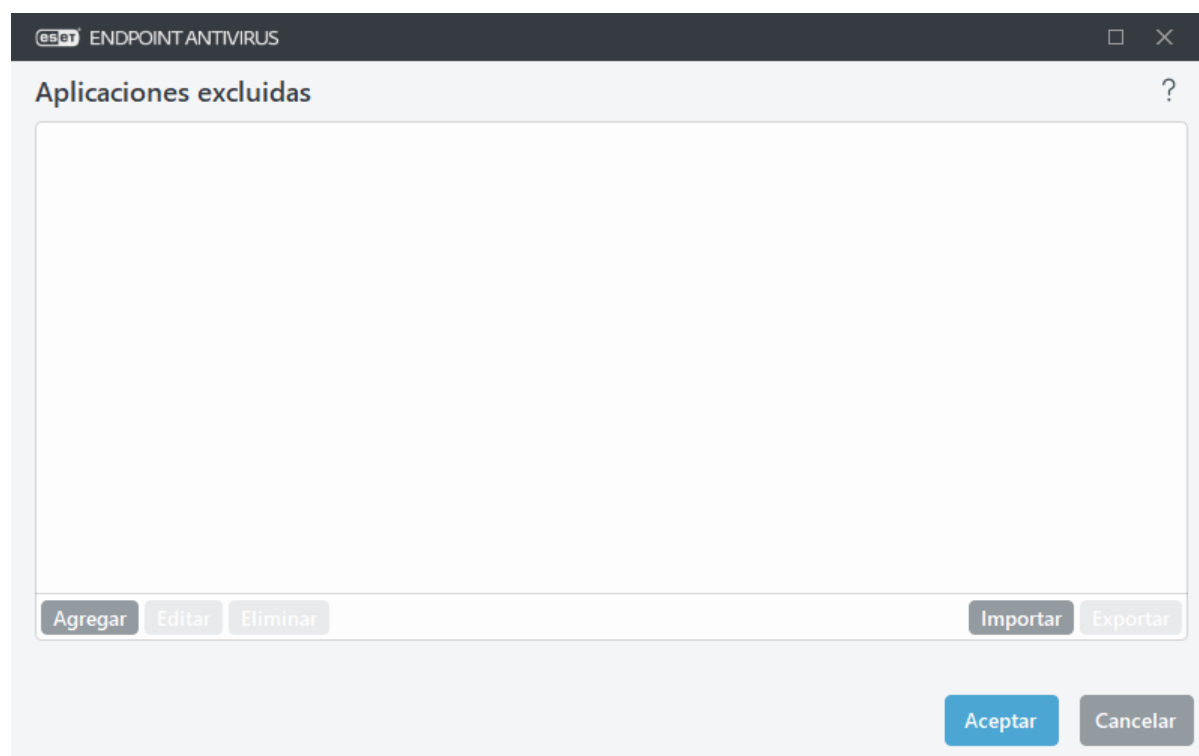 eset ENDPOINT ANTIVIRUS
Aplicaciones excluidas
?
Agregar Editar Eliminar Importar Exportar
Aceptar Cancelar